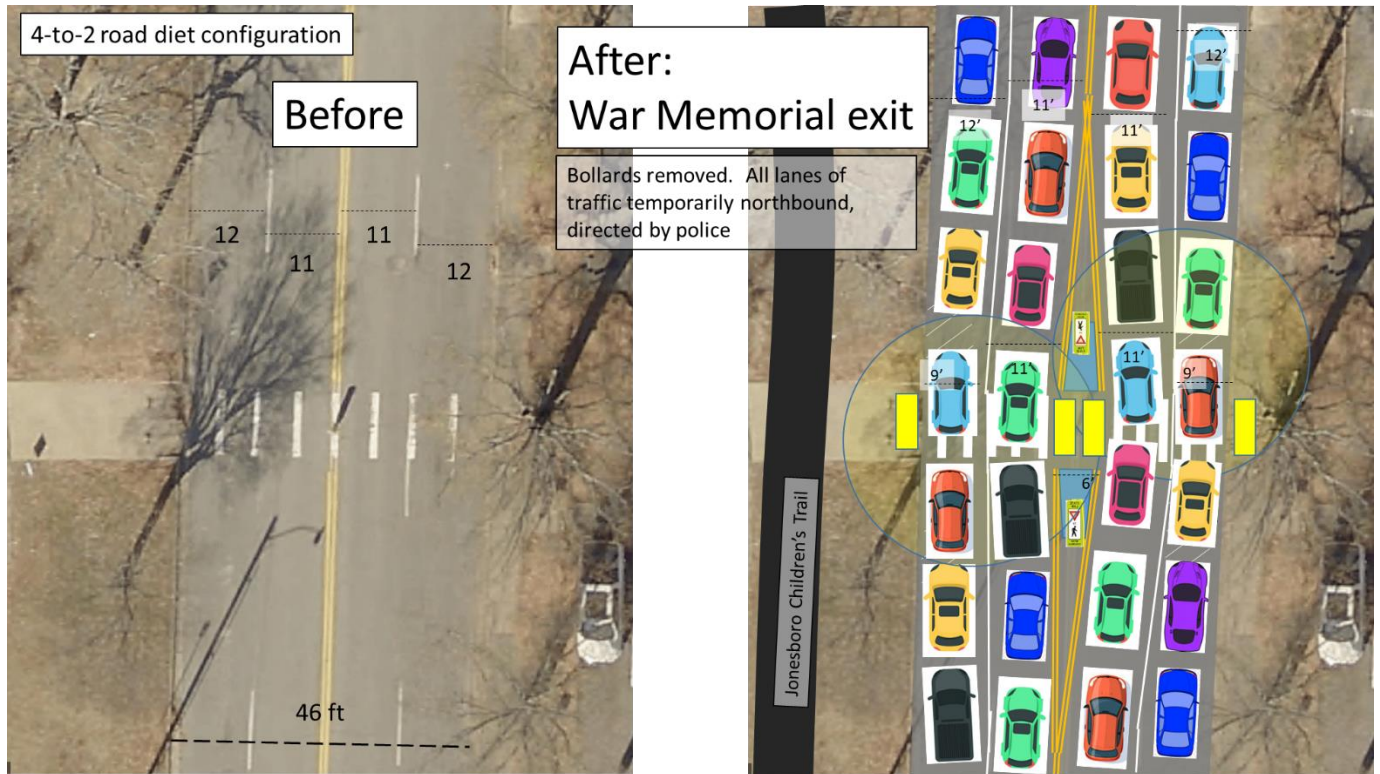 4-to-2 road diet configuration
Before
12
11
11
12
46 ft
After:
War Memorial exit
Bollards removed. All lanes of
traffic temporarily northbound,
directed by police
12'
11'
12'
11'
9'
11'
11'
9'
6'
Jonesboro Children's Trail